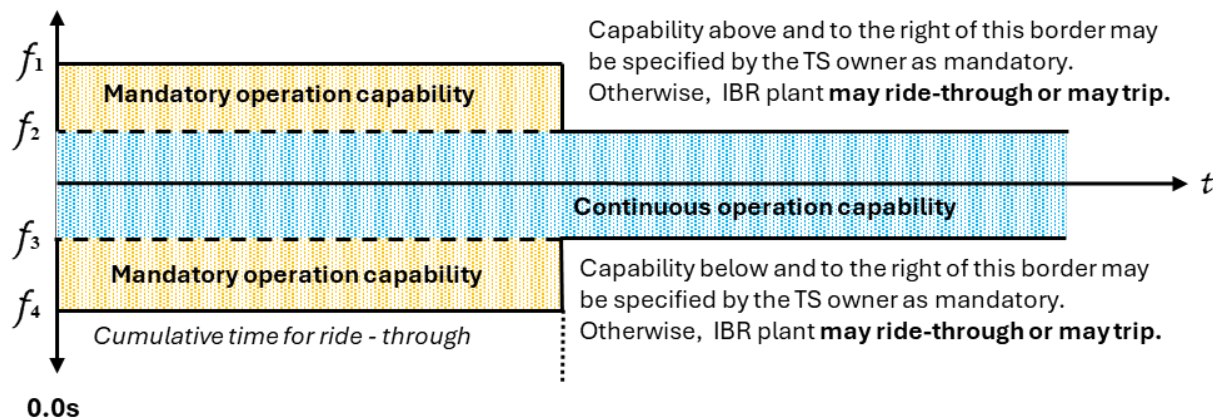 Capability above and to the right of this border may
be specified by the TS owner as mandatory.
Otherwise, IBR plant may ride-through or may trip.
f1
Mandatory operation capability
f2
t
Continuous operation capability
f3
Mandatory operation capability
Capability below and to the right of this border may
be specified by the TS owner as mandatory.
Otherwise, IBR plant may ride-through or may trip.
f4
Cumulative time for ride - through
0.0s